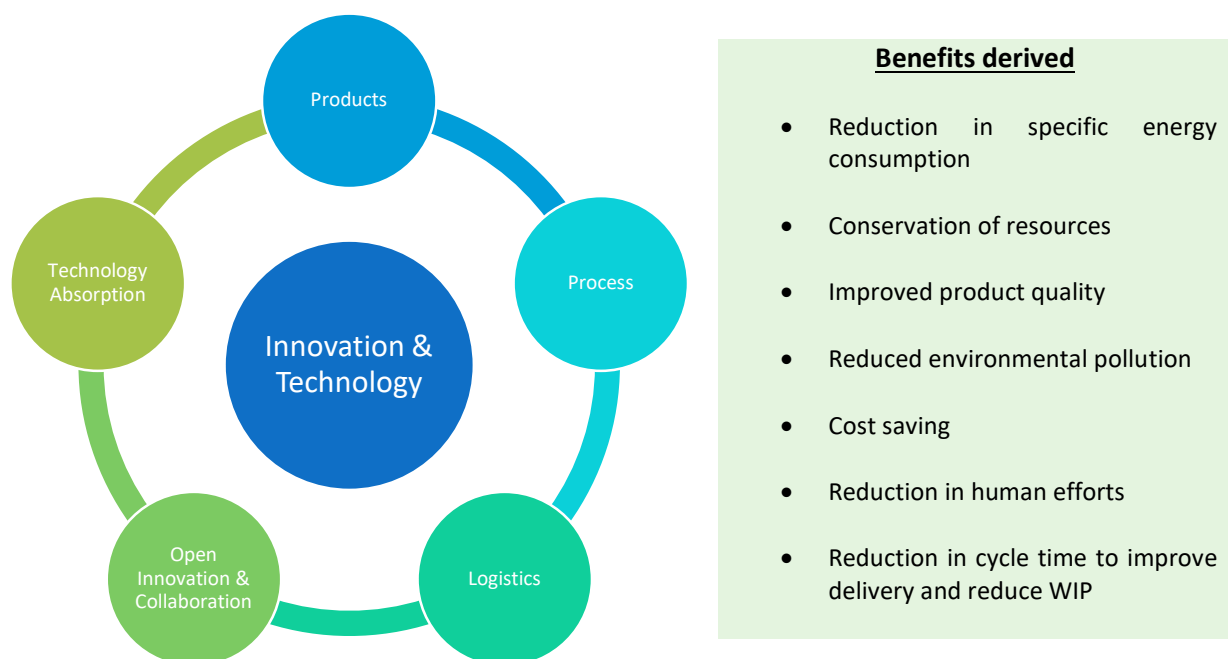 Products
Process
Logistics
Open
Innovation &
Collaboration
Technology
Absorption
Innovation &
Technology
Benefits derived
• Reduction in specific energy
consumption
• Conservation of resources
• Improved product quality
• Reduced environmental pollution
• Cost saving
• Reduction in human efforts
• Reduction in cycle time to improve
delivery and reduce WIP